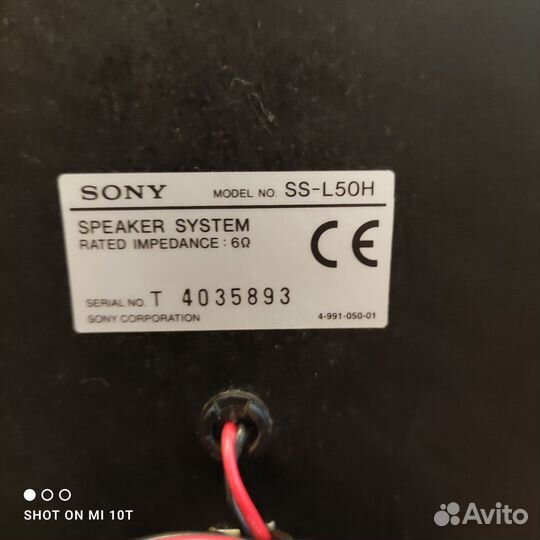 SONY MODEL NO. SS-L50H
SPEAKER SYSTEM
RATED IMPEDANCE : 6Ω
CE
SERIAL NO. T 4035893
SONY CORPORATION 4-991-050-01
SHOT ON MI 10T
Avito